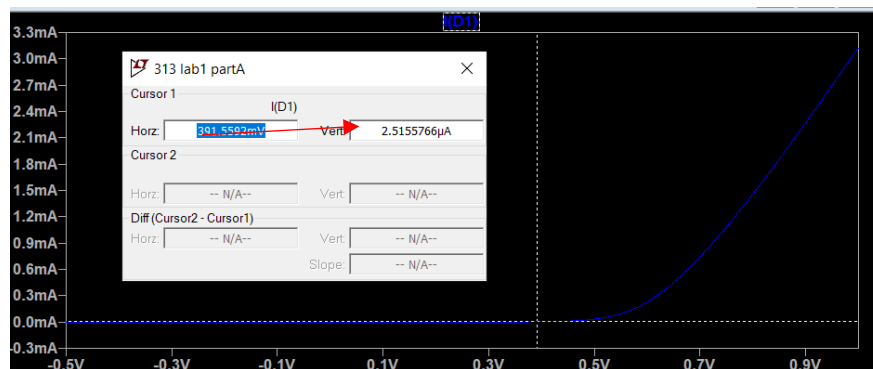 I(D1)
3.3mA
3.0mA
2.7mA
2.4mA
2.1mA
1.8mA
1.5mA
1.2mA
0.9mA
0.6mA
0.3mA
0.0mA
-0.3mA
313 lab1 partA
Cursor 1
I(D1)
Horz: 391.5592mV Vert: 2.5155766µA
Cursor 2
Horz: -- N/A-- Vert: -- N/A--
Diff (Cursor2 - Cursor1)
Horz: -- N/A-- Vert: -- N/A--
Slope: -- N/A--
-0.5V -0.3V -0.1V 0.1V 0.3V 0.5V 0.7V 0.9V